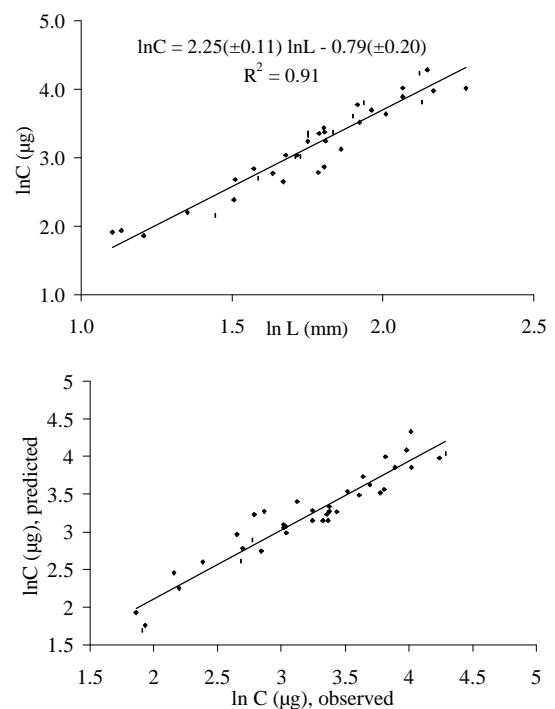 lnC = 2.25(±0.11) lnL - 0.79(±0.20)
R² = 0.91
5.0
4.0
3.0
2.0
1.0
lnC (µg)
1.0 1.5 2.0 2.5
ln L (mm)
5
4.5
4
3.5
3
2.5
2
1.5
lnC (µg), predicted
1.5 2 2.5 3 3.5 4 4.5 5
ln C (µg), observed